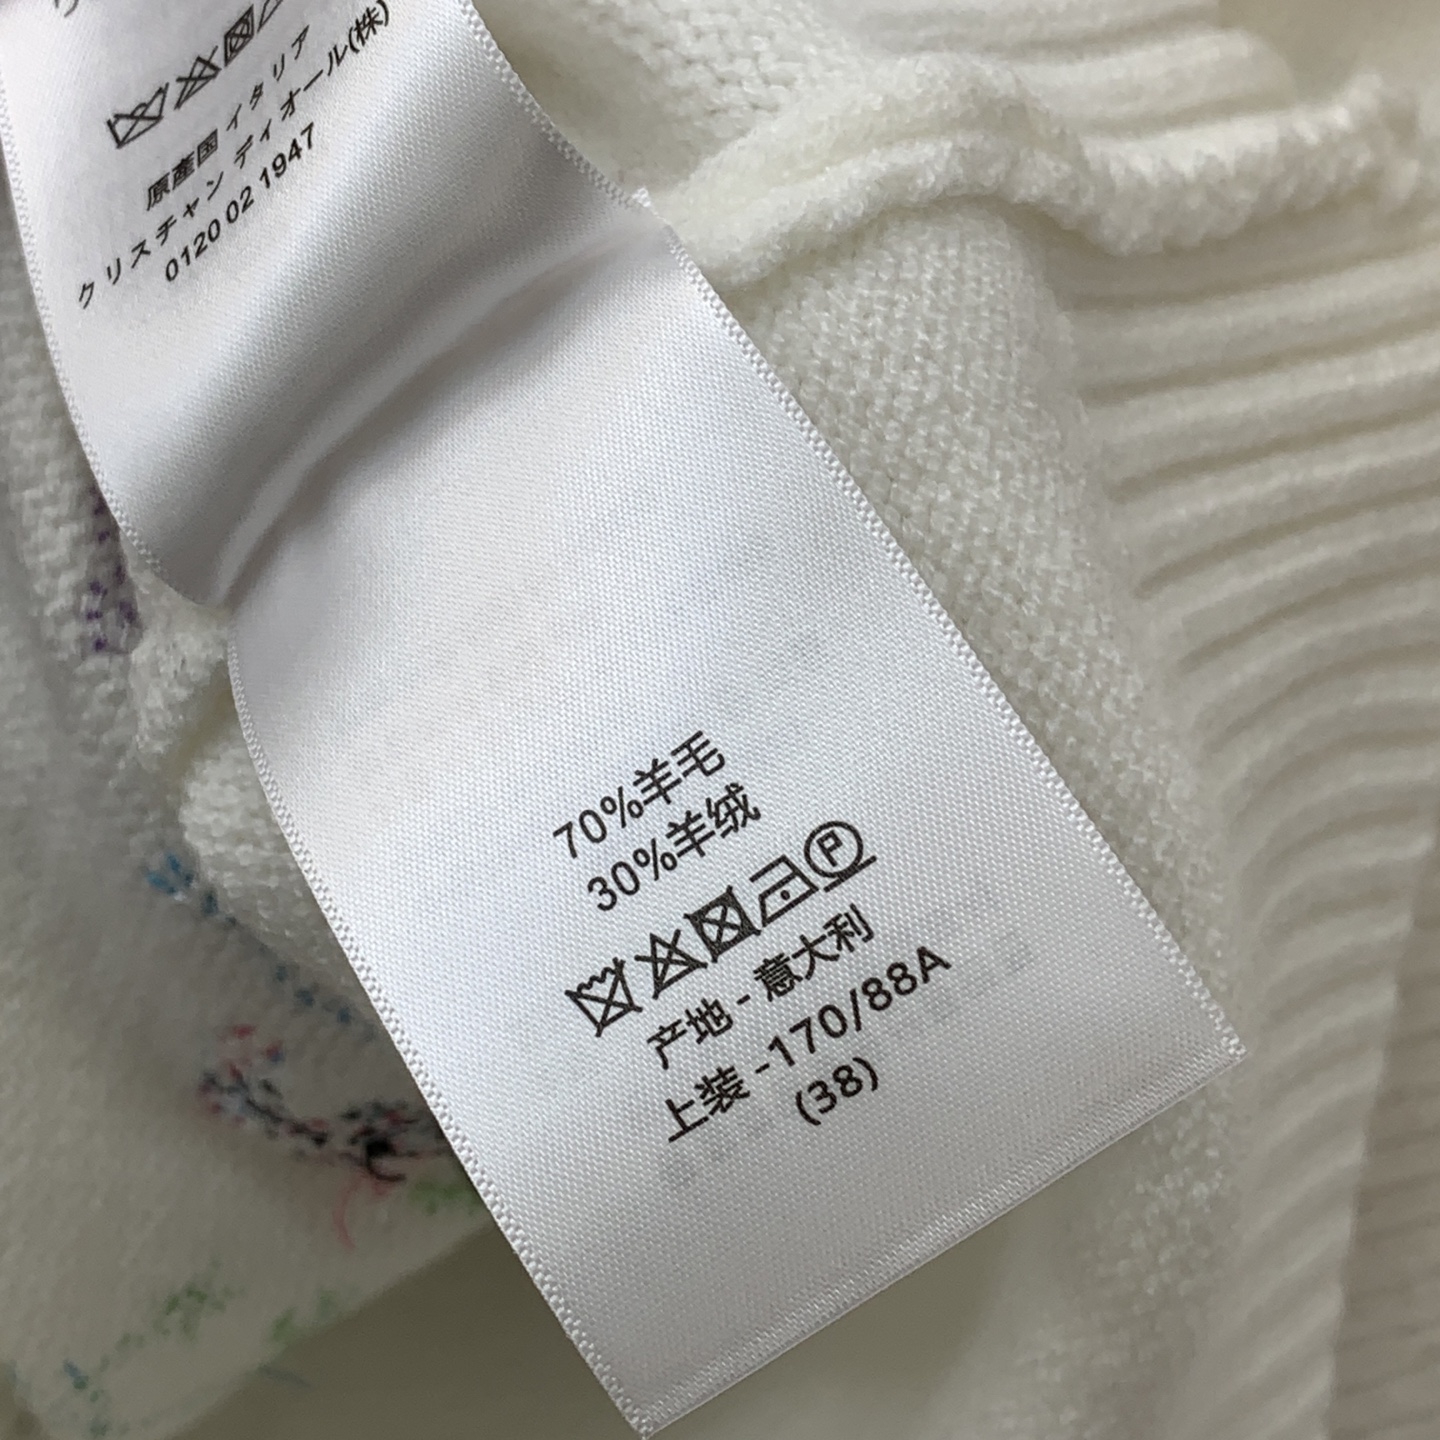 原産国 イタリア
クリスチャン ディオール(株)
0120 02 1947
70%羊毛
30%羊绒
P
产地 - 意大利
上装 -170/88A
(38)